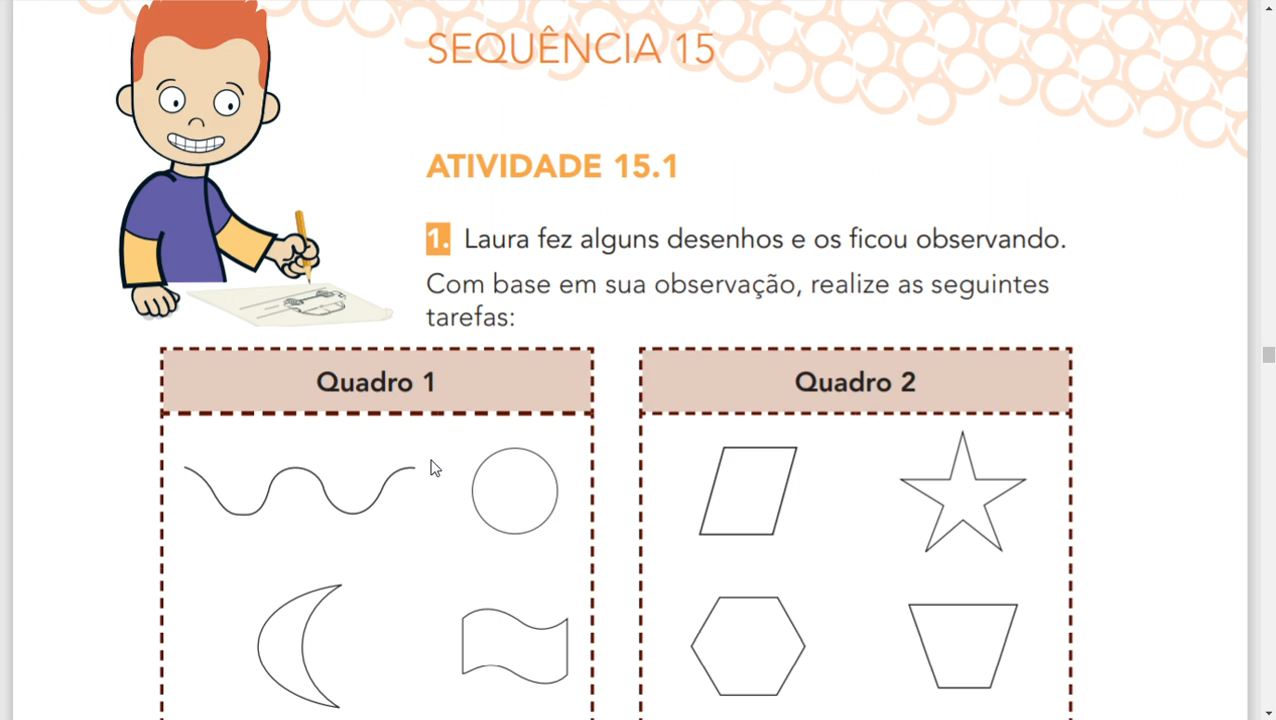 SEQUÊNCIA 15
ATIVIDADE 15.1
1. Laura fez alguns desenhos e os ficou observando.
Com base em sua observação, realize as seguintes
tarefas:
Quadro 1
Quadro 2